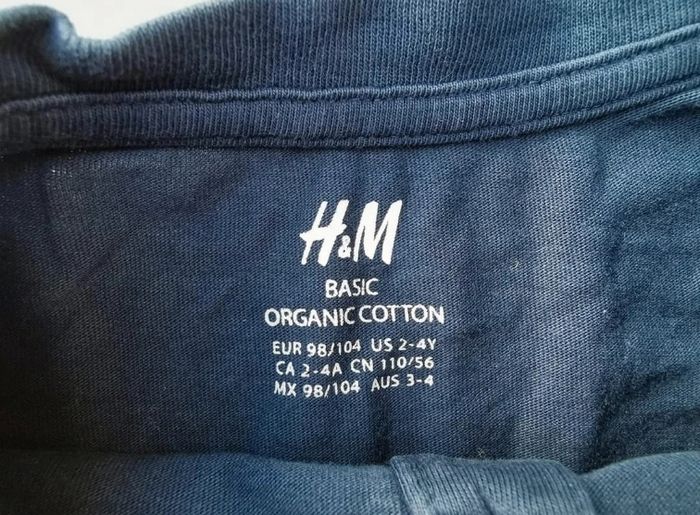 H&M
BASIC
ORGANIC COTTON
EUR 98/104 US 2-4Y
CA 2-4A CN 110/56
MX 98/104 AUS 3-4